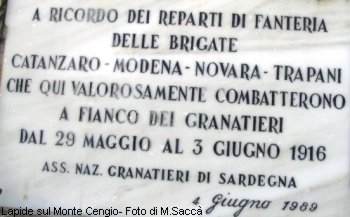 A RICORDO DEI REPARTI DI FANTERIA
DELLE BRIGATE
CATANZARO - MODENA - NOVARA - TRAPANI
CHE QUI VALOROSAMENTE COMBATTERONO
A FIANCO DEI GRANATIERI
DAL 29 MAGGIO AL 3 GIUGNO 1916
ASS. NAZ. GRANATIERI DI SARDEGNA
4 Giugno 1989
Lapide sul Monte Cengio- Foto di M.Saccà